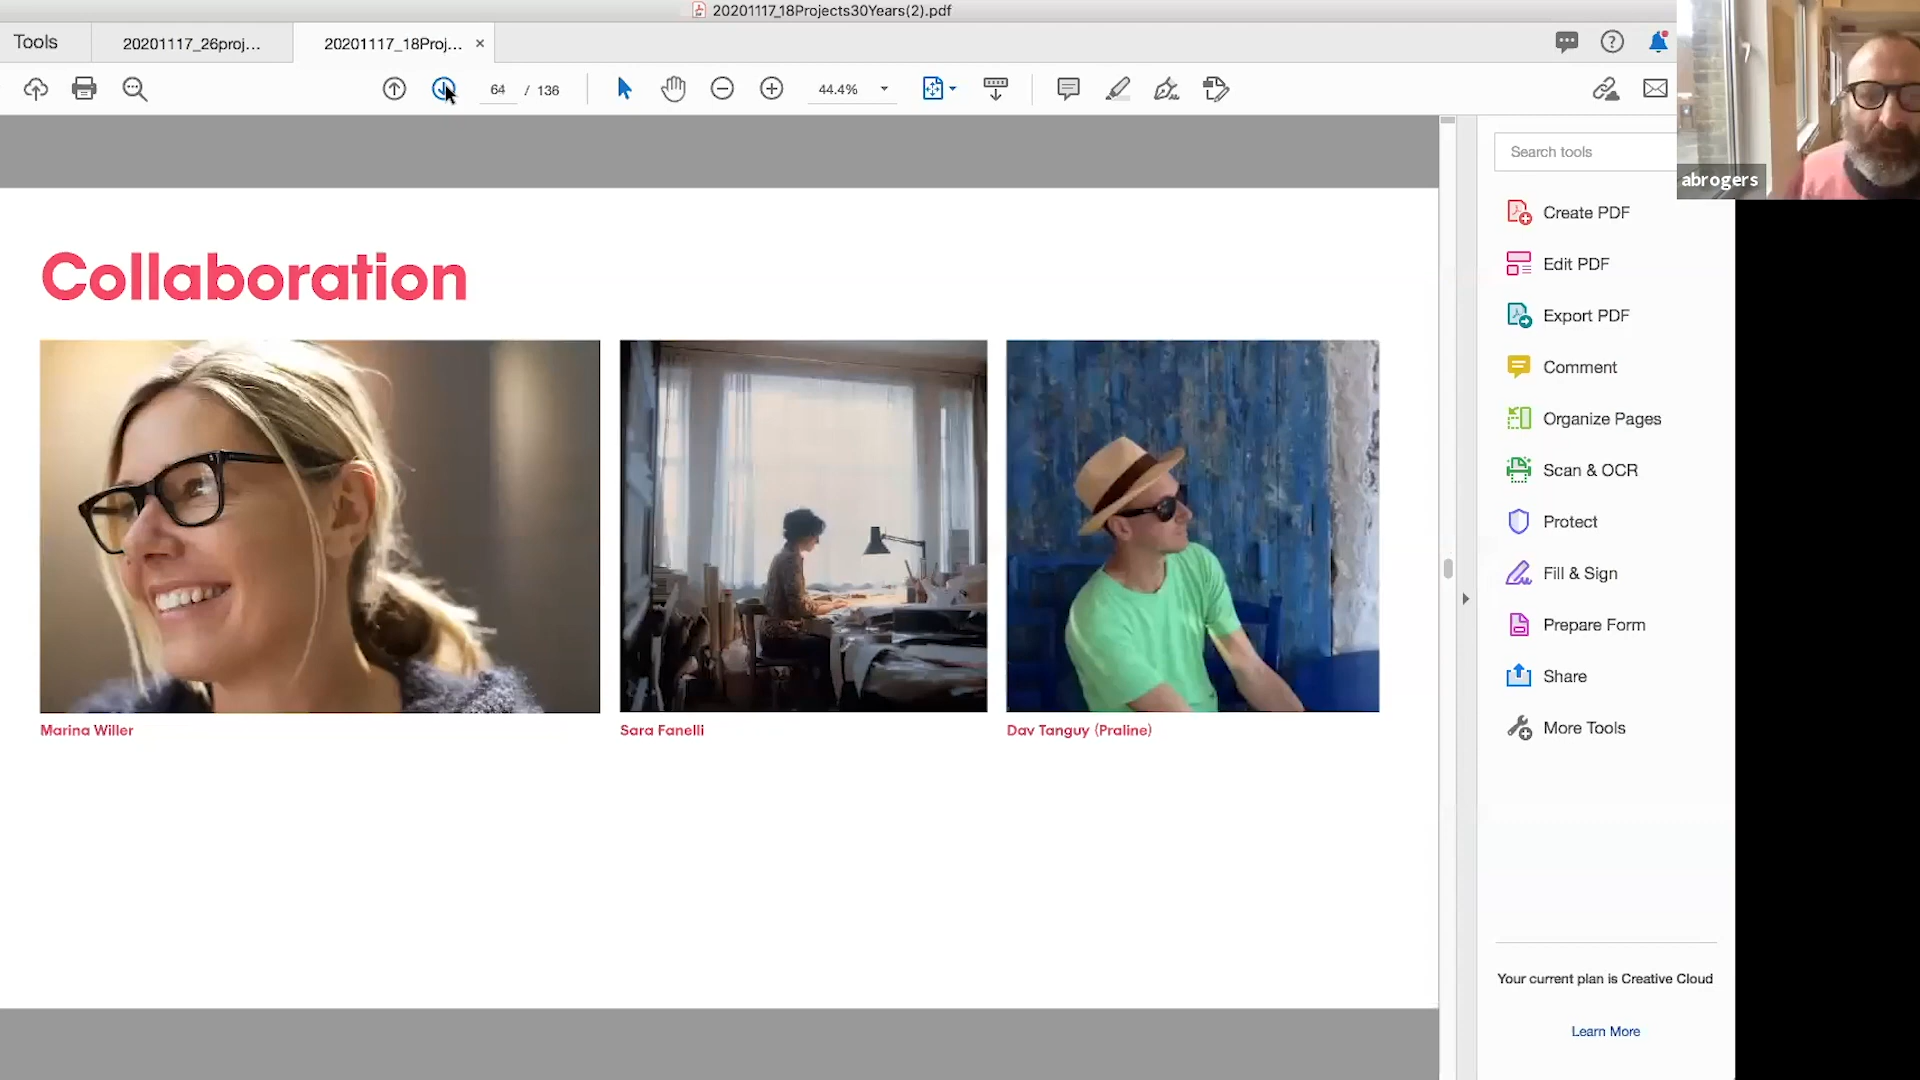 20201117_18Projects30Years(2).pdf
Tools
20201117_26proj...
20201117_18Proj...
64 / 136
44.4%
Search tools
abrogers
Create PDF
Edit PDF
Export PDF
Comment
Organize Pages
Scan & OCR
Protect
Fill & Sign
Prepare Form
Share
More Tools
Your current plan is Creative Cloud
Learn More
Collaboration
Marina Willer
Sara Fanelli
Dav Tanguy (Praline)